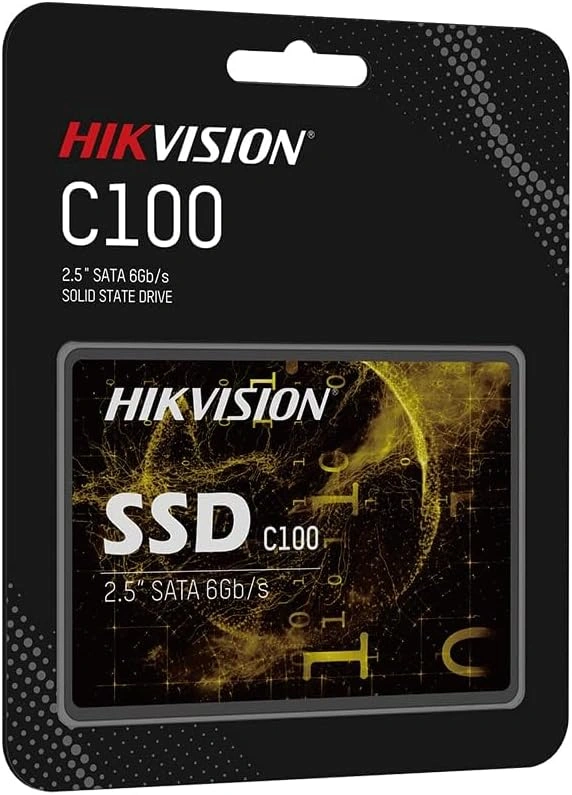 HIKVISION®
C100
2.5" SATA 6Gb/s
SOLID STATE DRIVE
HIKVISION
SSD C100
2.5" SATA 6Gb/s